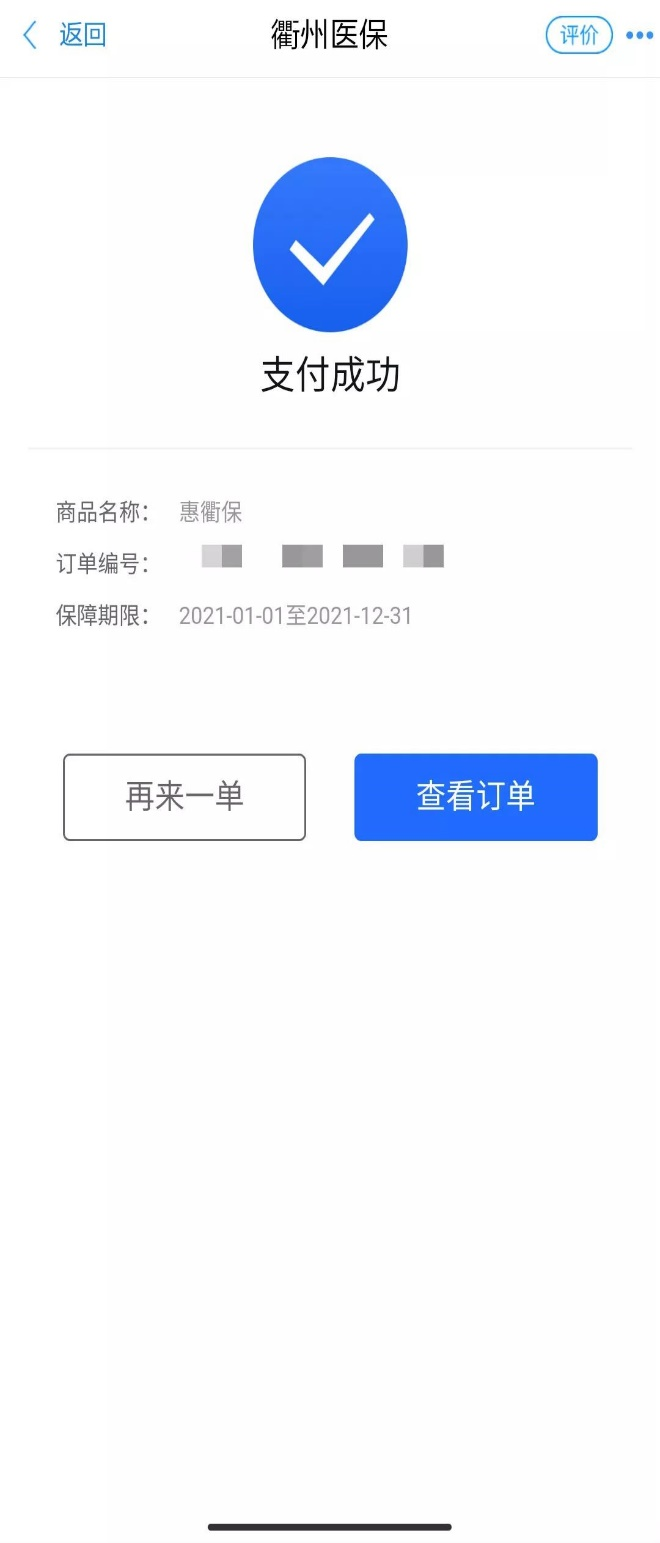 返回 衢州医保 评价
支付成功
商品名称： 惠衢保
订单编号：
保障期限： 2021-01-01至2021-12-31
再来一单 查看订单